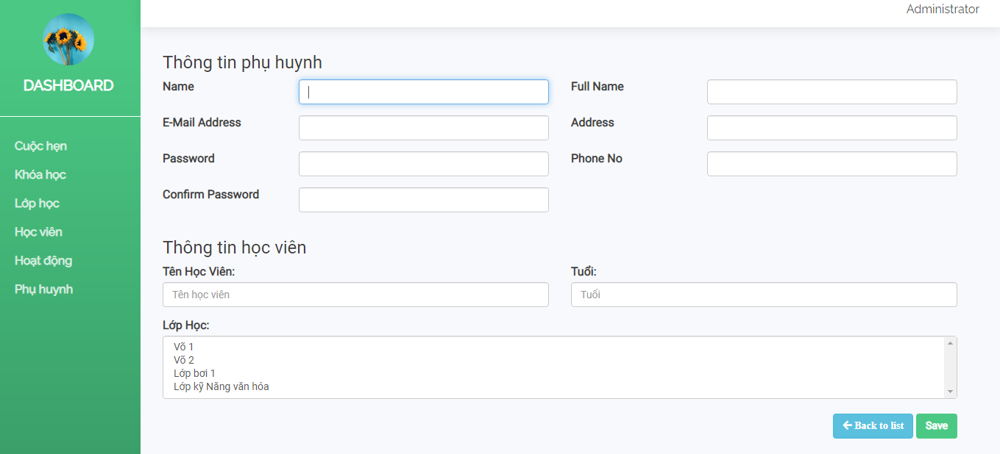 Administrator
DASHBOARD
Cuộc hẹn
Khóa học
Lớp học
Học viên
Hoạt động
Phụ huynh
Thông tin phụ huynh
Name
Full Name
E-Mail Address
Address
Password
Phone No
Confirm Password
Thông tin học viên
Tên Học Viên:
Tuổi:
Tên học viên
Tuổi
Lớp Học:
Võ 1
Võ 2
Lớp bơi 1
Lớp kỹ Năng văn hóa
Back to list
Save